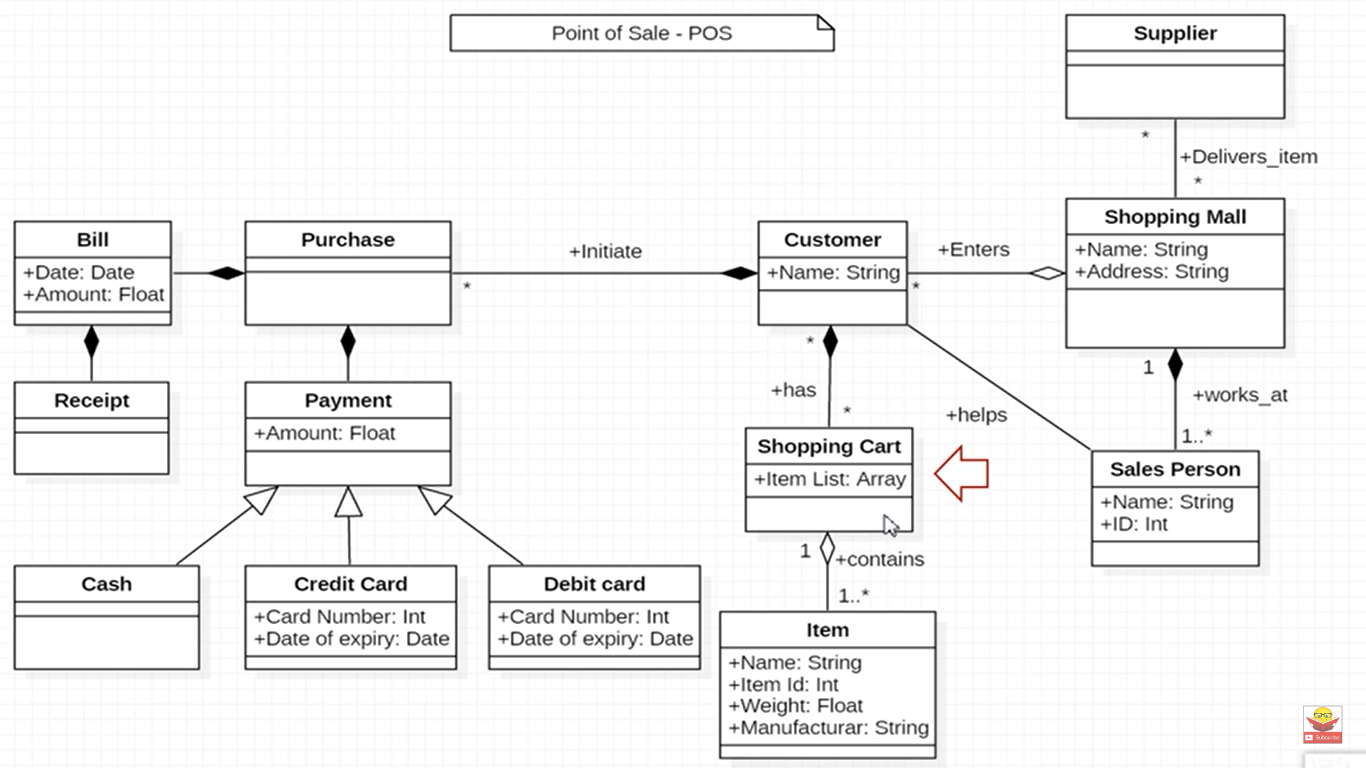 Point of Sale - POS
Supplier
*
+Delivers_item
*
Shopping Mall
+Name: String
+Address: String
Bill
+Date: Date
+Amount: Float
Purchase
*
+Initiate
Customer
+Name: String
*
+Enters
Receipt
Payment
+Amount: Float
*
+has
*
+helps
1
+works_at
1..*
Shopping Cart
+Item List: Array
Sales Person
+Name: String
+ID: Int
1
+contains
1..*
Cash
Credit Card
+Card Number: Int
+Date of expiry: Date
Debit card
+Card Number: Int
+Date of expiry: Date
Item
+Name: String
+Item Id: Int
+Weight: Float
+Manufacturar: String
Subscribe